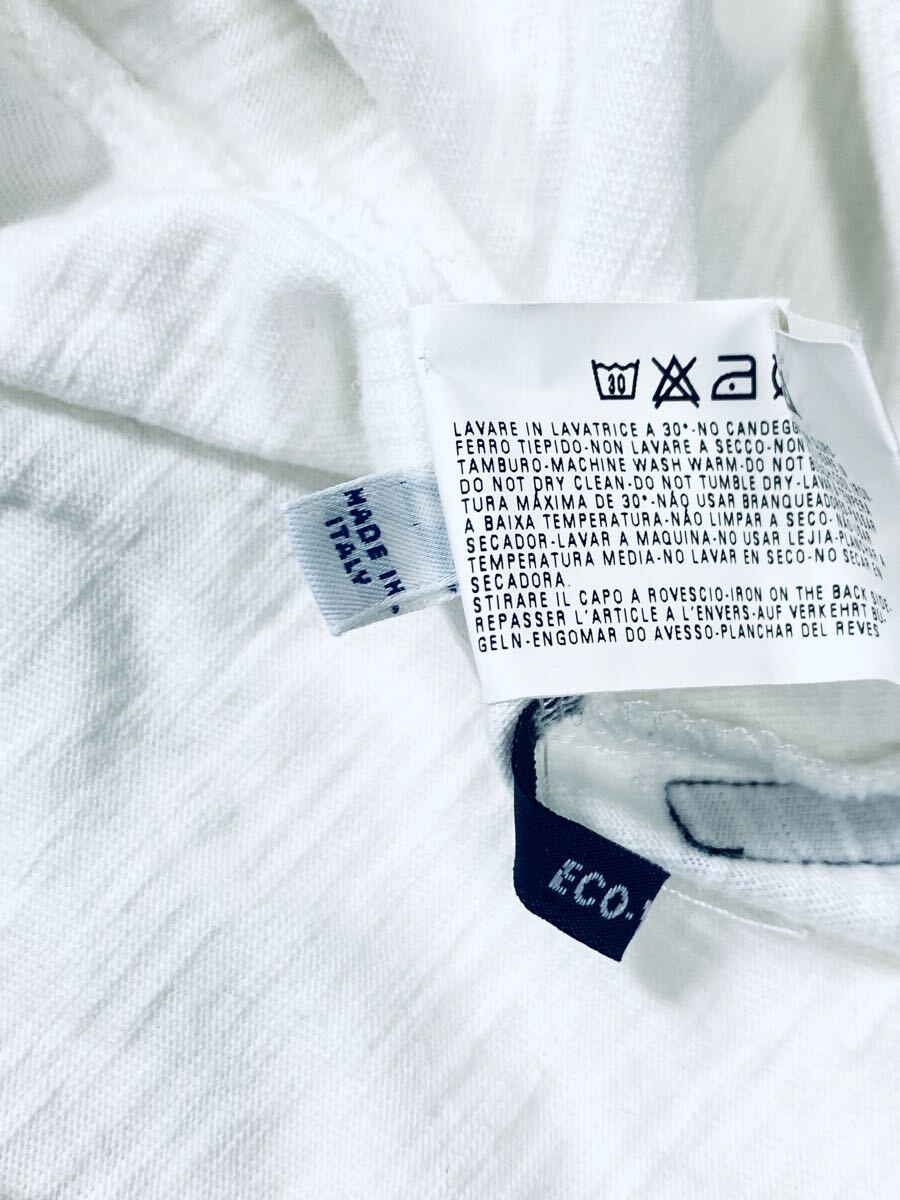 30
LAVARE IN LAVATRICE A 30°-NO CANDEGG
FERRO TIEPIDO-NON LAVARE A SECCO-NON
TAMBURO-MACHINE WASH WARM-DO NOT
DO NOT DRY CLEAN-DO NOT TUMBLE DRY-
TURA MÁXIMA DE 30°-NÃO USAR BRANQUEADOR
A BAIXA TEMPERATURA-NÃO LIMPAR A SECO-
SECADOR-LAVAR A MAQUINA-NO USAR LEJIA-
TEMPERATURA MEDIA-NO LAVAR EN SECO-NO SECAR EN
SECADORA.
STIRARE IL CAPO A ROVESCIO-IRON ON THE BACK SIDE-
REPASSER L'ARTICLE A L'ENVERS-AUF VERKEHRT BÜ-
GELN-ENGOMAR DO AVESSO-PLANCHAR DEL REVES
MADE IN
ITALY
ECO-